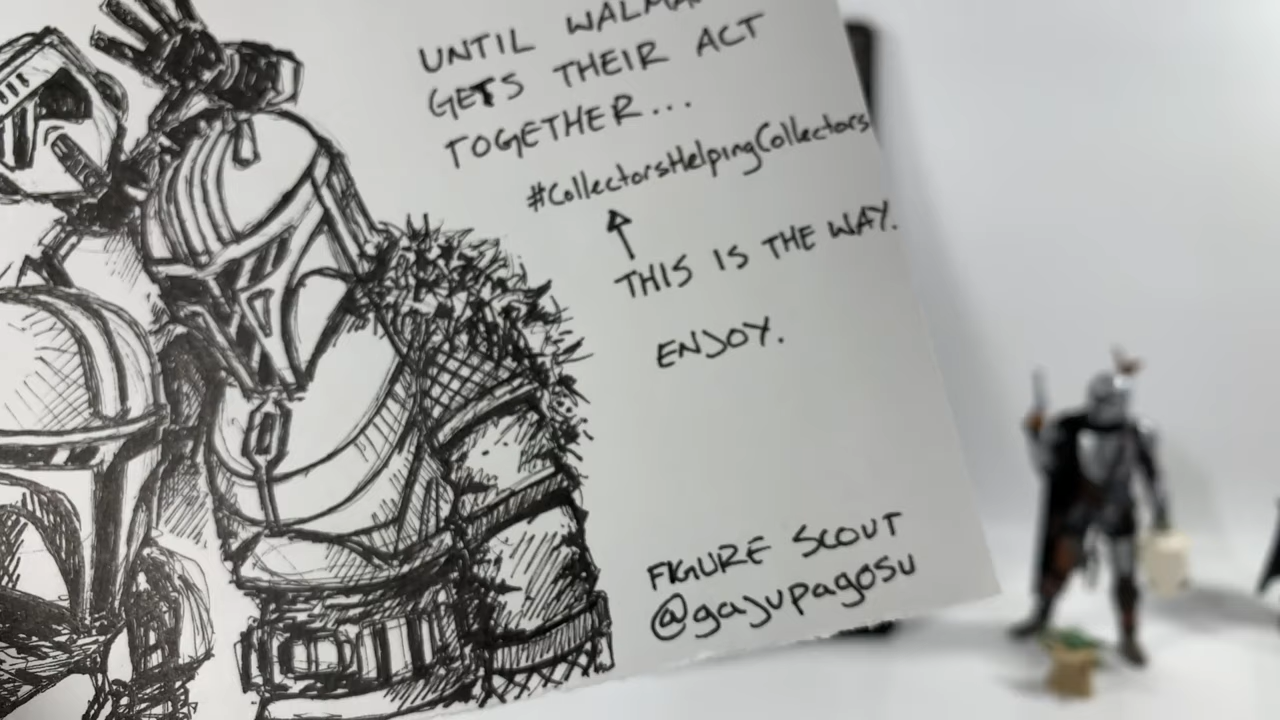 UNTIL
GETS THEIR ACT
TOGETHER...
#CollectorsHelpingCollectors
THIS IS THE WAY.
ENJOY.
FIGURE SCOUT
@gajupagosu